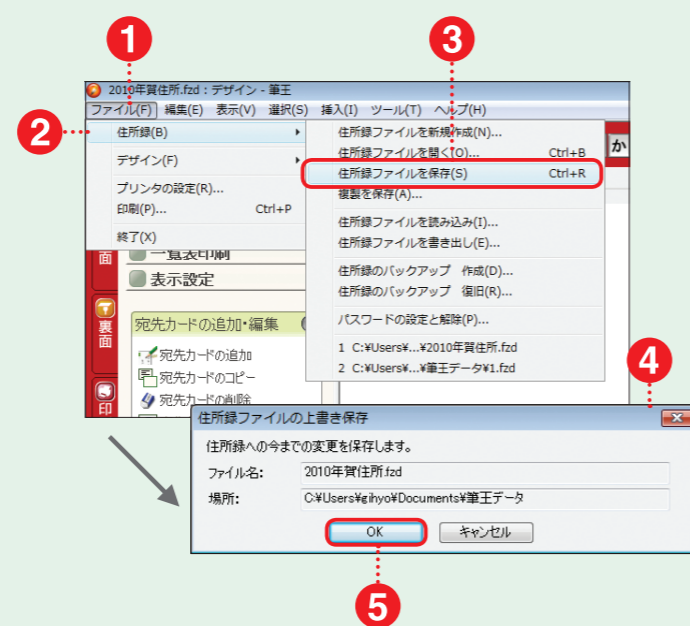 1
3
2010年賀住所.fzd : デザイン - 筆王
ファイル(F) 編集(E) 表示(V) 選択(S) 挿入(I) ツール(T) ヘルプ(H)
2
住所録(B)
デザイン(F)
プリンタの設定(R)...
印刷(P)... Ctrl+P
終了(X)
住所録ファイルを新規作成(N)...
住所録ファイルを開く(O)... Ctrl+B
住所録ファイルを保存(S) Ctrl+R
複製を保存(A)...
住所録ファイルを読み込み(I)...
住所録ファイルを書き出し(E)...
住所録のバックアップ 作成(D)...
住所録のバックアップ 復旧(R)...
パスワードの設定と解除(P)...
1 C:¥Users¥...¥2010年賀住所.fzd
2 C:¥Users¥...¥筆王データ¥1.fzd
か
面
一覧表印刷
表示設定
裏面
宛先カードの追加・編集
宛先カードの追加
宛先カードのコピー
宛先カードの削除
印
4
住所録ファイルの上書き保存
住所録への今までの変更を保存します。
ファイル名: 2010年賀住所.fzd
場所: C:¥Users¥gihyo¥Documents¥筆王データ
OK キャンセル
5